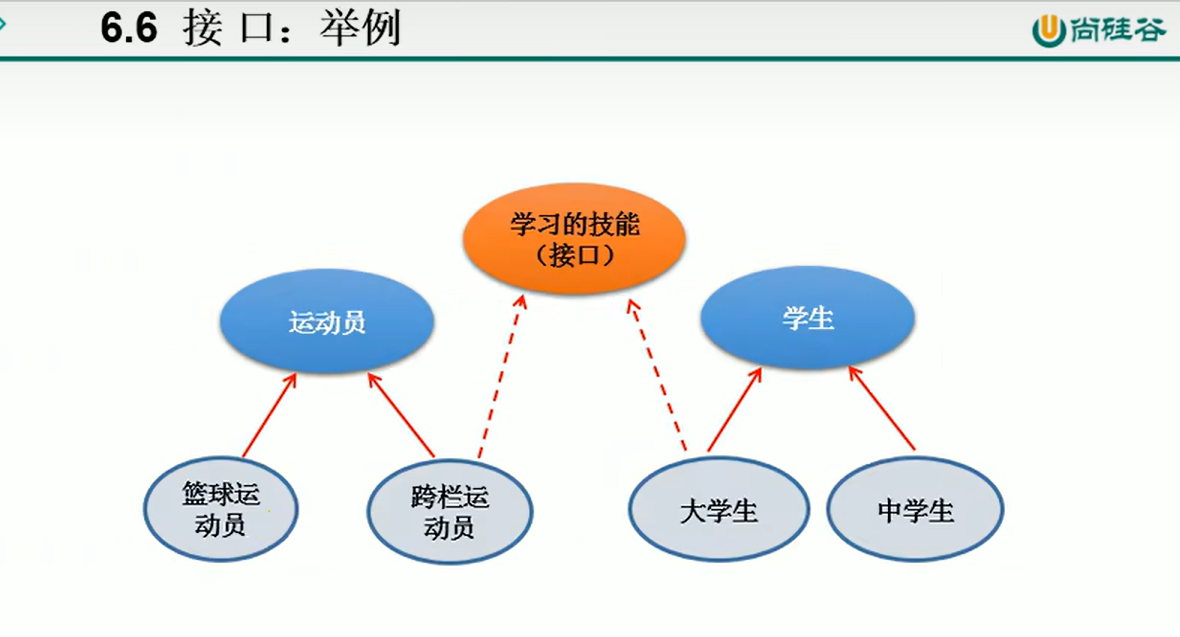 6.6 接 口：举例
尚硅谷
学习的技能
（接口）
运动员
学生
篮球运
动员
跨栏运
动员
大学生
中学生